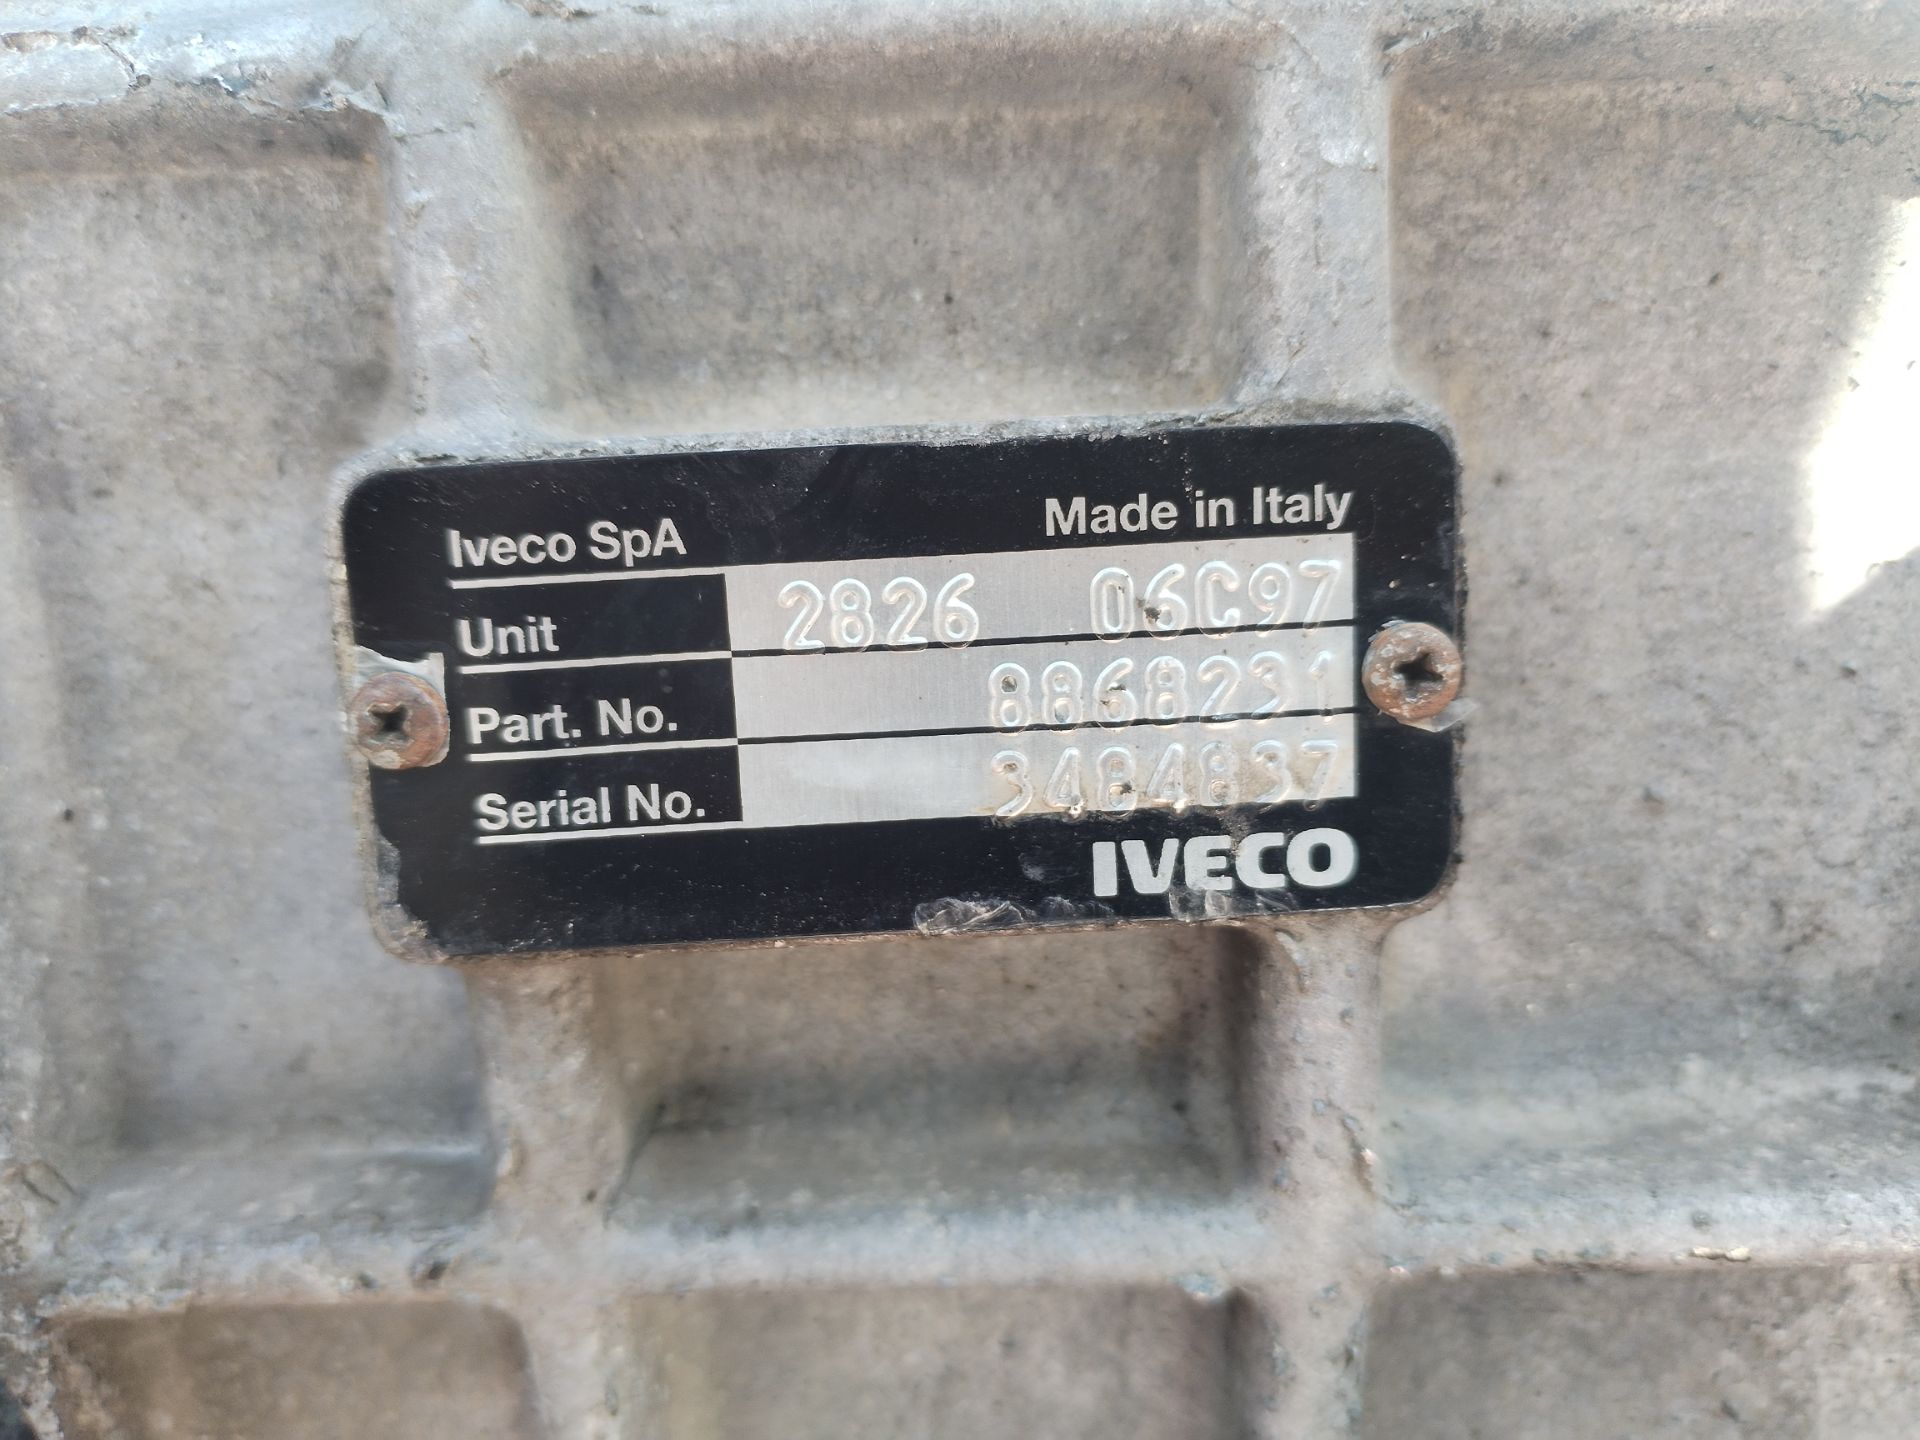 Iveco SpA Made in Italy
Unit 2826 06C97
Part. No. 8868231
Serial No. 3484837
IVECO